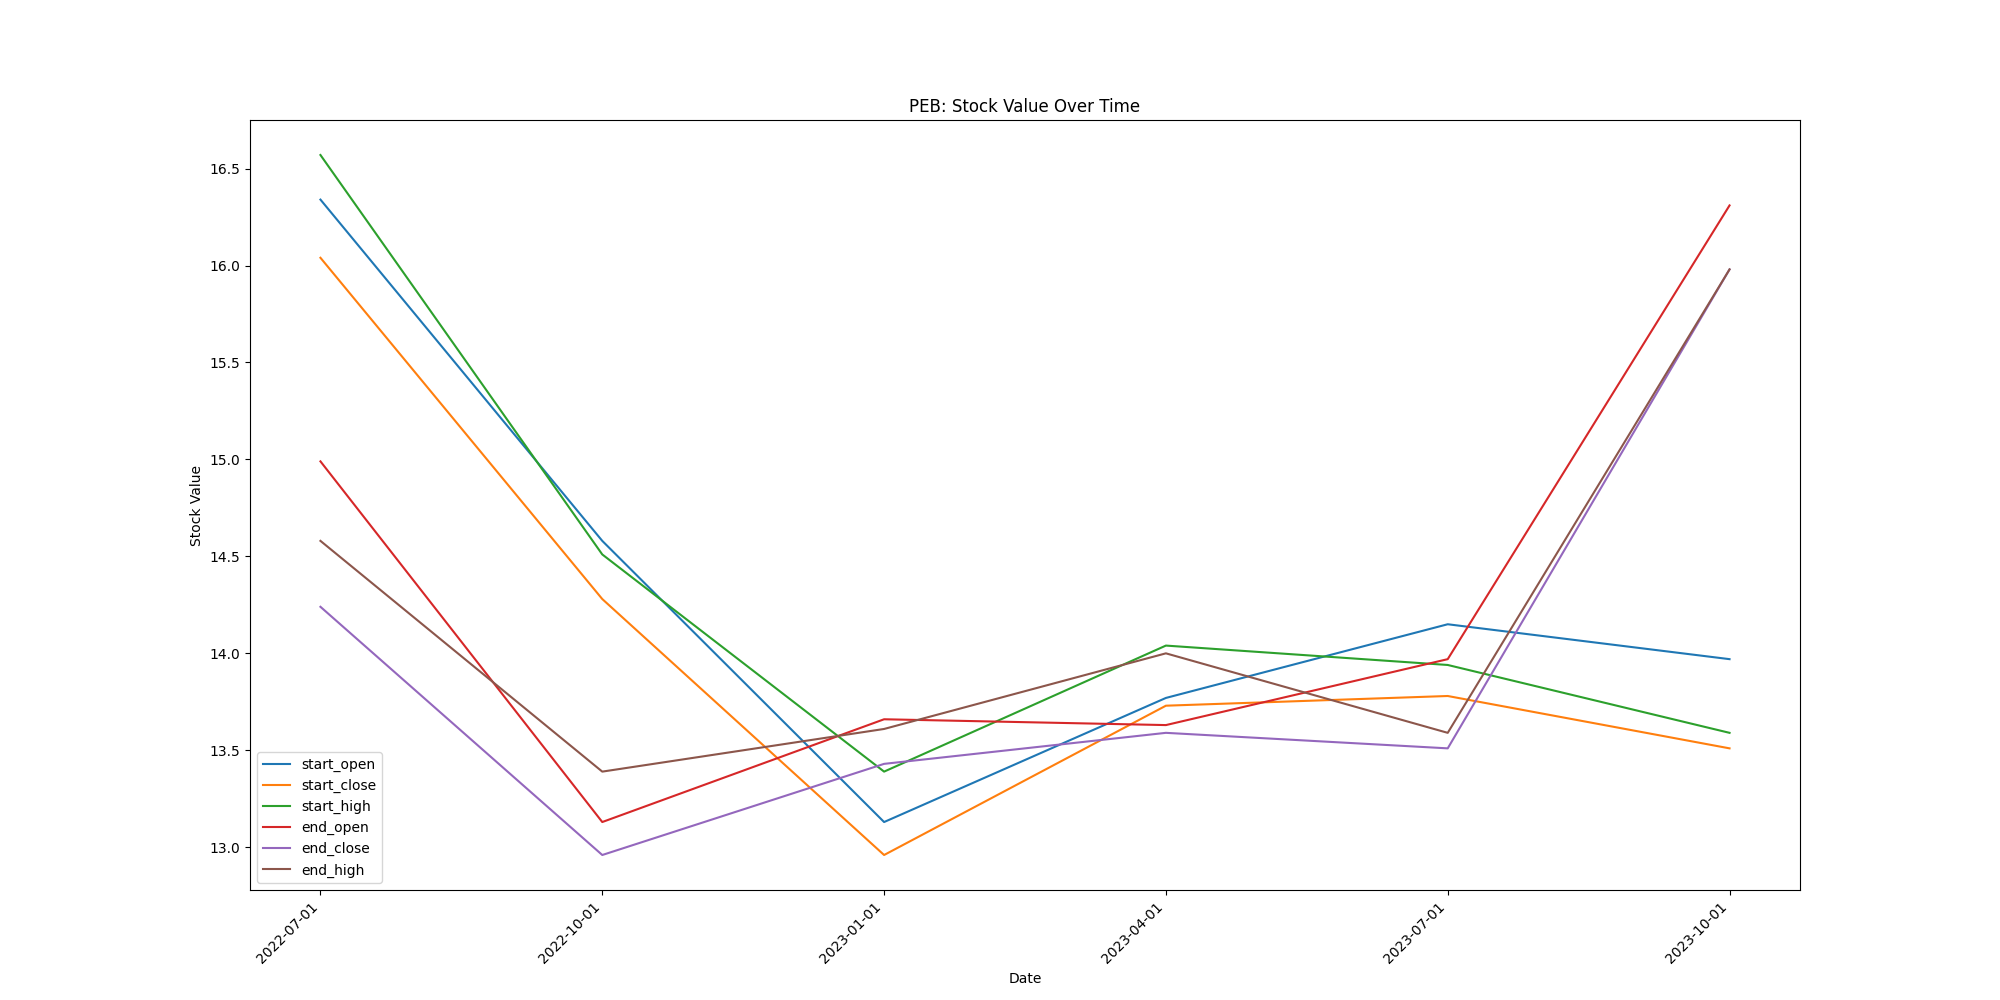 PEB: Stock Value Over Time
Stock Value
16.5
16.0
15.5
15.0
14.5
14.0
13.5
13.0
start_open
start_close
start_high
end_open
end_close
end_high
2022-07-01
2022-10-01
2023-01-01
2023-04-01
2023-07-01
2023-10-01
Date